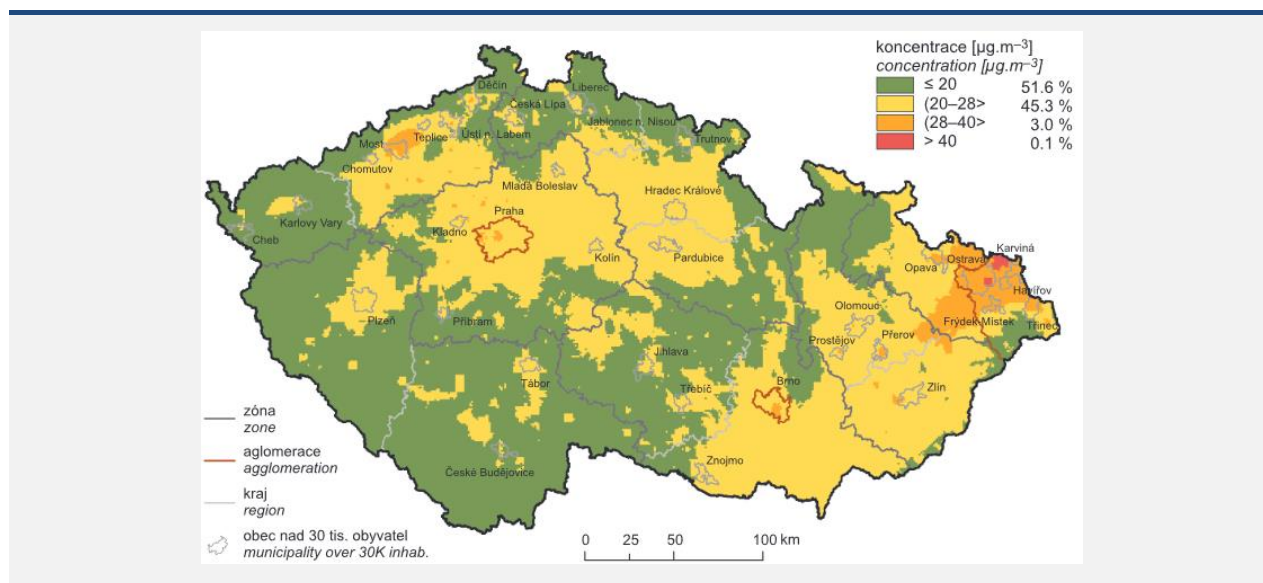 koncentrace [µg.m–3]
concentration [µg.m–3]
≤ 20 51.6 %
(20–28> 45.3 %
(28–40> 3.0 %
> 40 0.1 %
Děčín
Liberec
Česká Lípa
Jablonec n. Nisou
Teplice
Ústí n. Labem
Trutnov
Most
Chomutov
Mladá Boleslav
Hradec Králové
Praha
Karlovy Vary
Kladno
Cheb
Kolín
Pardubice
Karviná
Ostrava
Opava
Havířov
Olomouc
Plzeň
Příbram
Frýdek-Místek
Třinec
Prostějov
Přerov
Jihlava
Tábor
Třebíč
Brno
Zlín
Znojmo
České Budějovice
zóna
zone
aglomerace
agglomeration
kraj
region
obec nad 30 tis. obyvatel
municipality over 30K inhab.
0 25 50 100 km